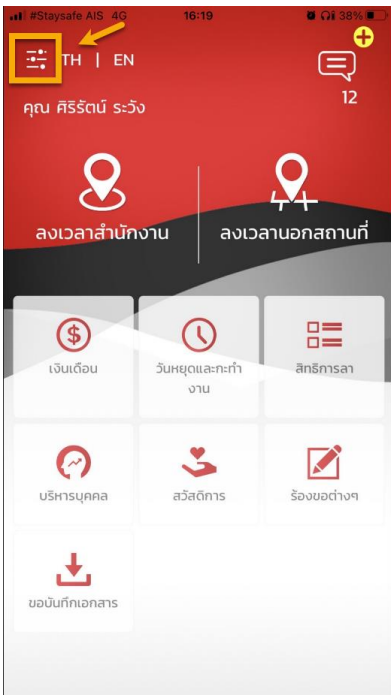 #Staysafe AIS 4G 16:19 38%
TH | EN
คุณ ศิริรัตน์ ระวัง
12
ลงเวลาสำนักงาน ลงเวลานอกสถานที่
เงินเดือน วันหยุดและกะทำ สิทธิการลา
งาน
บริหารบุคคล สวัสดิการ ร้องขอต่างๆ
ขอบันทึกเอกสาร